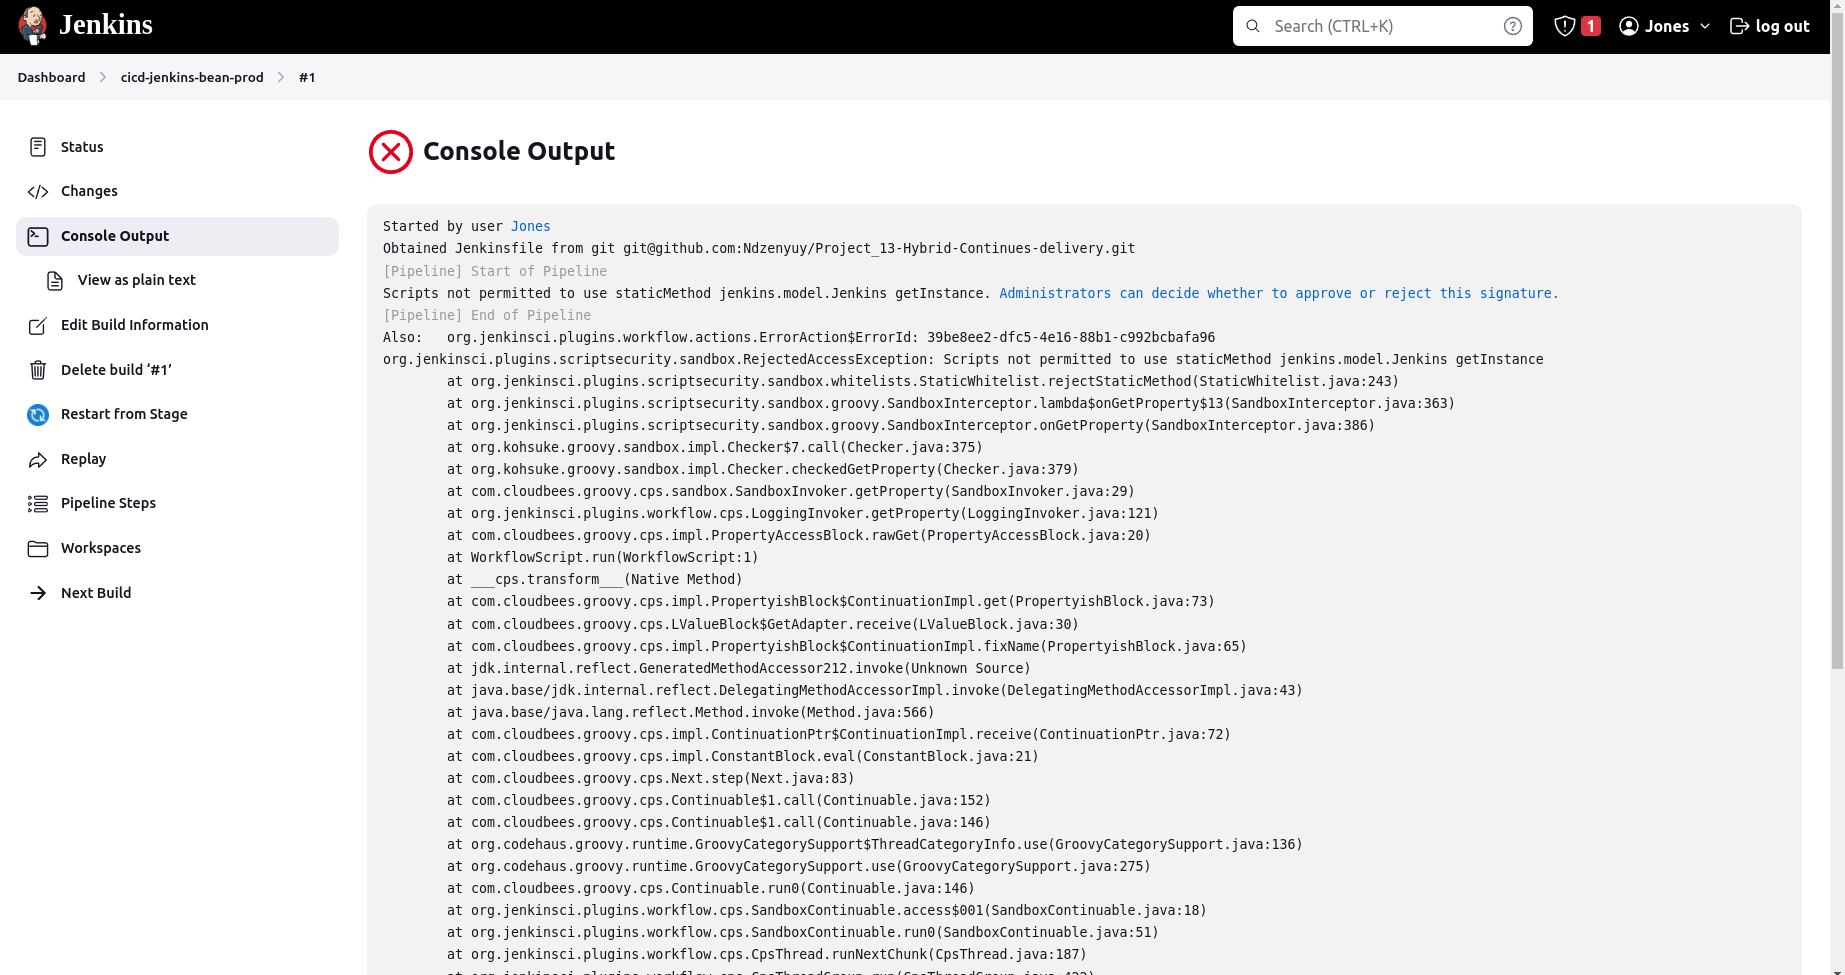 Jenkins
Search (CTRL+K)
1
Jones
log out
Dashboard
cicd-jenkins-bean-prod
#1
Status
Changes
Console Output
View as plain text
Edit Build Information
Delete build ‘#1’
Restart from Stage
Replay
Pipeline Steps
Workspaces
Next Build
Console Output
Started by user Jones
Obtained Jenkinsfile from git git@github.com:Ndzenyuy/Project_13-Hybrid-Continues-delivery.git
[Pipeline] Start of Pipeline
Scripts not permitted to use staticMethod jenkins.model.Jenkins getInstance. Administrators can decide whether to approve or reject this signature.
[Pipeline] End of Pipeline
Also:   org.jenkinsci.plugins.workflow.actions.ErrorAction$ErrorId: 39be8ee2-dfc5-4e16-88b1-c992bcbafa96
org.jenkinsci.plugins.scriptsecurity.sandbox.RejectedAccessException: Scripts not permitted to use staticMethod jenkins.model.Jenkins getInstance
at org.jenkinsci.plugins.scriptsecurity.sandbox.whitelists.StaticWhitelist.rejectStaticMethod(StaticWhitelist.java:243)
at org.jenkinsci.plugins.scriptsecurity.sandbox.groovy.SandboxInterceptor.lambda$onGetProperty$13(SandboxInterceptor.java:363)
at org.jenkinsci.plugins.scriptsecurity.sandbox.groovy.SandboxInterceptor.onGetProperty(SandboxInterceptor.java:386)
at org.kohsuke.groovy.sandbox.impl.Checker$7.call(Checker.java:375)
at org.kohsuke.groovy.sandbox.impl.Checker.checkedGetProperty(Checker.java:379)
at com.cloudbees.groovy.cps.sandbox.SandboxInvoker.getProperty(SandboxInvoker.java:29)
at org.jenkinsci.plugins.workflow.cps.LoggingInvoker.getProperty(LoggingInvoker.java:121)
at com.cloudbees.groovy.cps.impl.PropertyAccessBlock.rawGet(PropertyAccessBlock.java:20)
at WorkflowScript.run(WorkflowScript:1)
at ___cps.transform___(Native Method)
at com.cloudbees.groovy.cps.impl.PropertyishBlock$ContinuationImpl.get(PropertyishBlock.java:73)
at com.cloudbees.groovy.cps.LValueBlock$GetAdapter.receive(LValueBlock.java:30)
at com.cloudbees.groovy.cps.impl.PropertyishBlock$ContinuationImpl.fixName(PropertyishBlock.java:65)
at jdk.internal.reflect.GeneratedMethodAccessor212.invoke(Unknown Source)
at java.base/jdk.internal.reflect.DelegatingMethodAccessorImpl.invoke(DelegatingMethodAccessorImpl.java:43)
at java.base/java.lang.reflect.Method.invoke(Method.java:566)
at com.cloudbees.groovy.cps.impl.ContinuationPtr$ContinuationImpl.receive(ContinuationPtr.java:72)
at com.cloudbees.groovy.cps.impl.ConstantBlock.eval(ConstantBlock.java:21)
at com.cloudbees.groovy.cps.Next.step(Next.java:83)
at com.cloudbees.groovy.cps.Continuable$1.call(Continuable.java:152)
at com.cloudbees.groovy.cps.Continuable$1.call(Continuable.java:146)
at org.codehaus.groovy.runtime.GroovyCategorySupport$ThreadCategoryInfo.use(GroovyCategorySupport.java:136)
at org.codehaus.groovy.runtime.GroovyCategorySupport.use(GroovyCategorySupport.java:275)
at com.cloudbees.groovy.cps.Continuable.run0(Continuable.java:146)
at org.jenkinsci.plugins.workflow.cps.SandboxContinuable.access$001(SandboxContinuable.java:18)
at org.jenkinsci.plugins.workflow.cps.SandboxContinuable.run0(SandboxContinuable.java:51)
at org.jenkinsci.plugins.workflow.cps.CpsThread.runNextChunk(CpsThread.java:187)